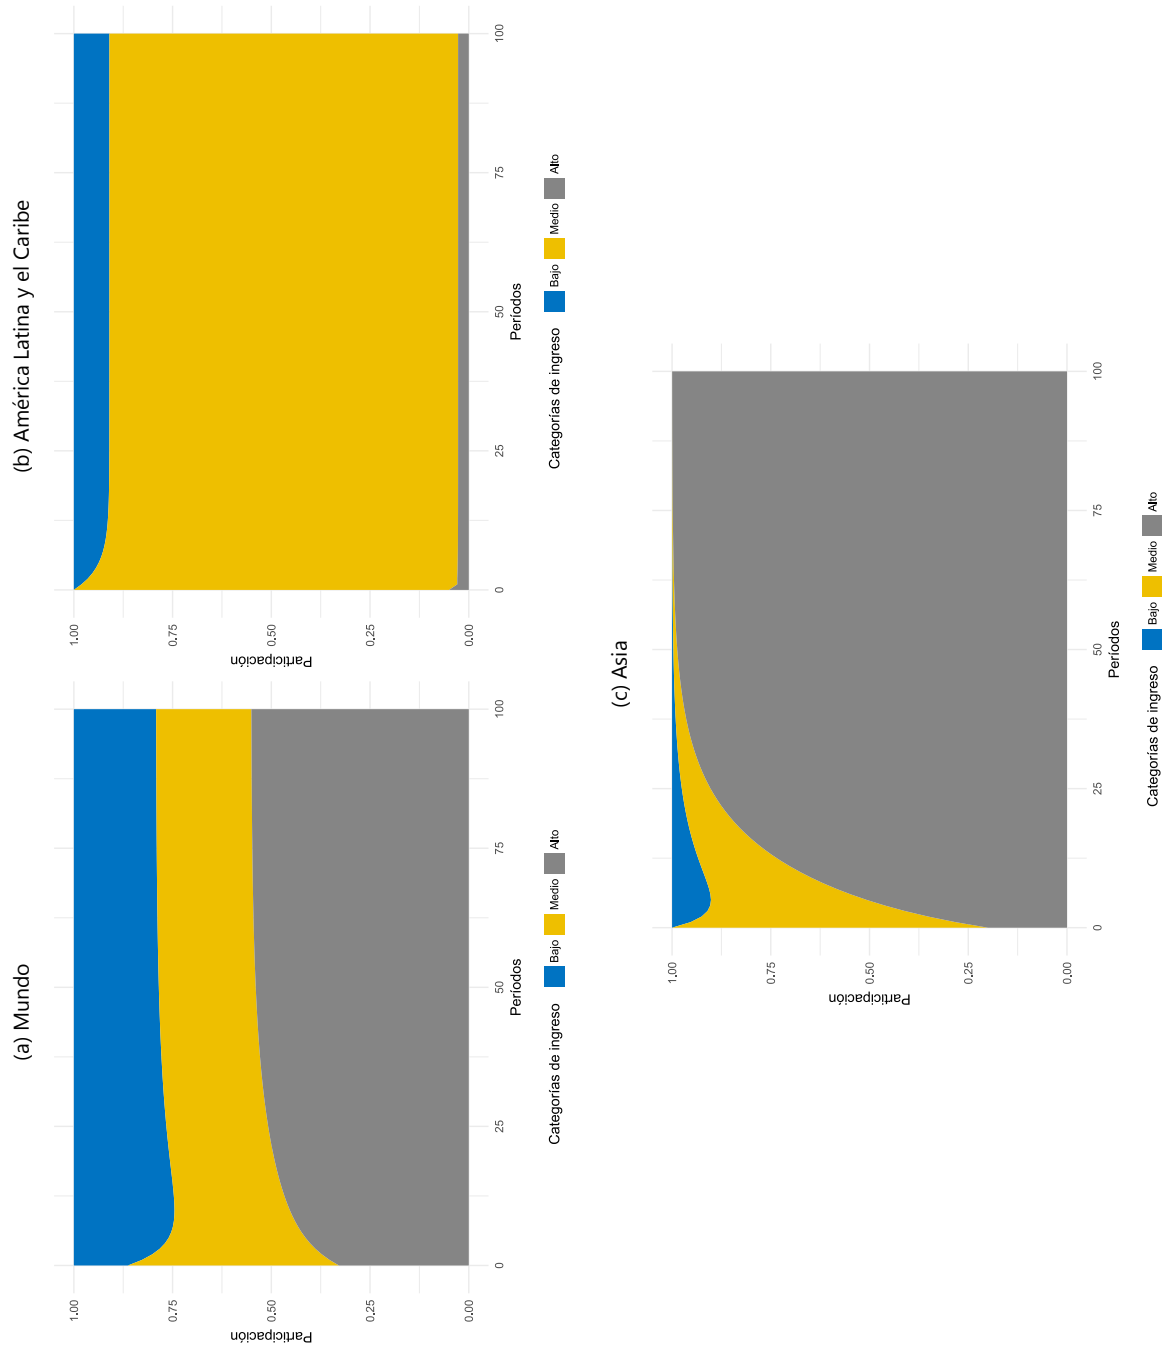 (a) Mundo
1.00
0.75
0.50
0.25
0.00
Participación
0
25
50
75
100
Períodos
Categorías de ingreso
Bajo
Medio
Alto
(b) América Latina y el Caribe
1.00
0.75
0.50
0.25
0.00
Participación
0
25
50
75
100
Períodos
Categorías de ingreso
Bajo
Medio
Alto
(c) Asia
1.00
0.75
0.50
0.25
0.00
Participación
0
25
50
75
100
Períodos
Categorías de ingreso
Bajo
Medio
Alto